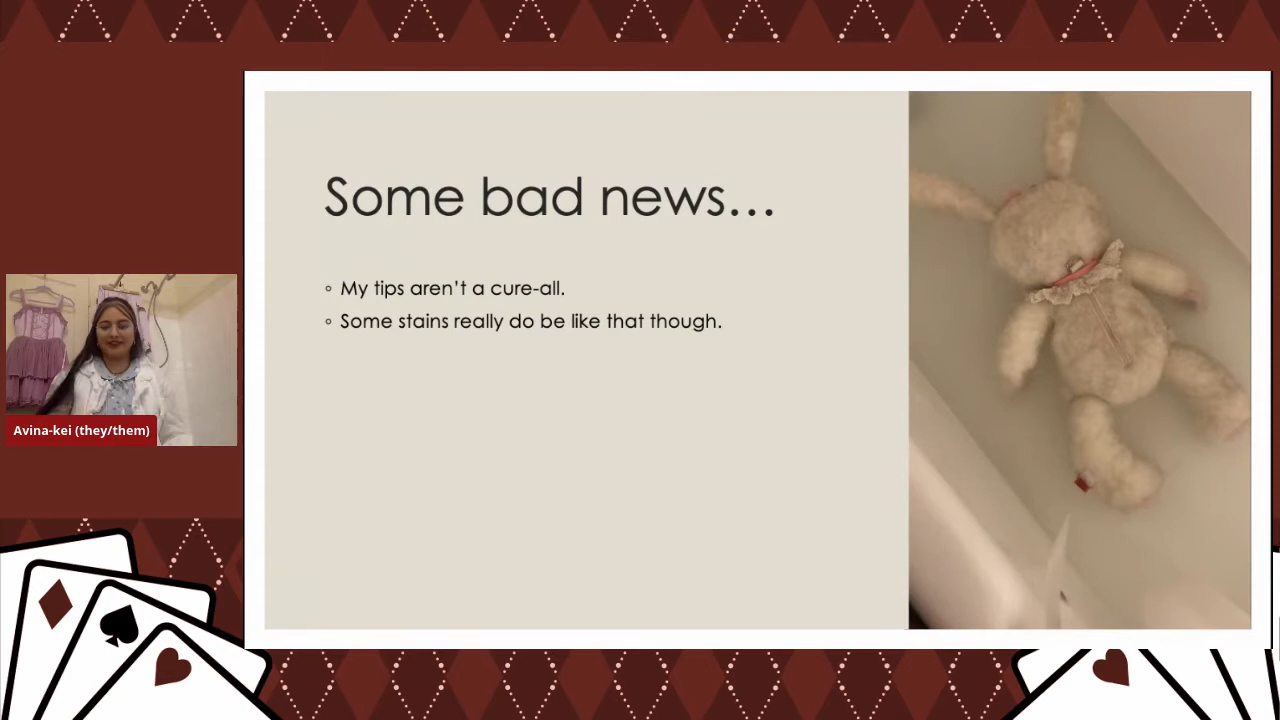 Some bad news…
◦ My tips aren’t a cure-all.
◦ Some stains really do be like that though.
Avina-kei (they/them)